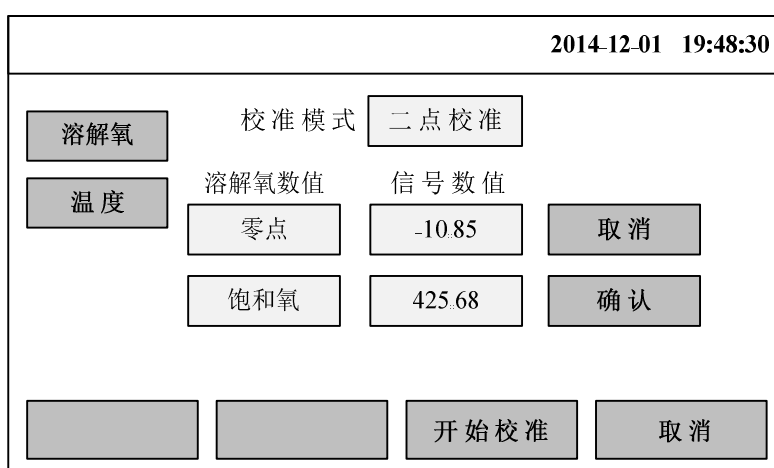 2014-12-01 19:48:30
溶解氧 校准模式 二点校准
温度 溶解氧数值 信号数值
零点 -10.85 取消
饱和氧 425.68 确认
开始校准 取消